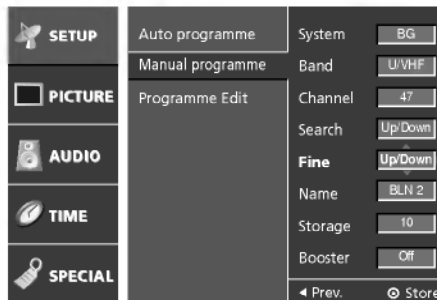 SETUP
PICTURE
AUDIO
TIME
SPECIAL
Auto programme
Manual programme
Programme Edit
System BG
Band U/VHF
Channel 47
Search Up/Down
Fine Up/Down
Name BLN 2
Storage 10
Booster Off
◄ Prev. ⊙ Store